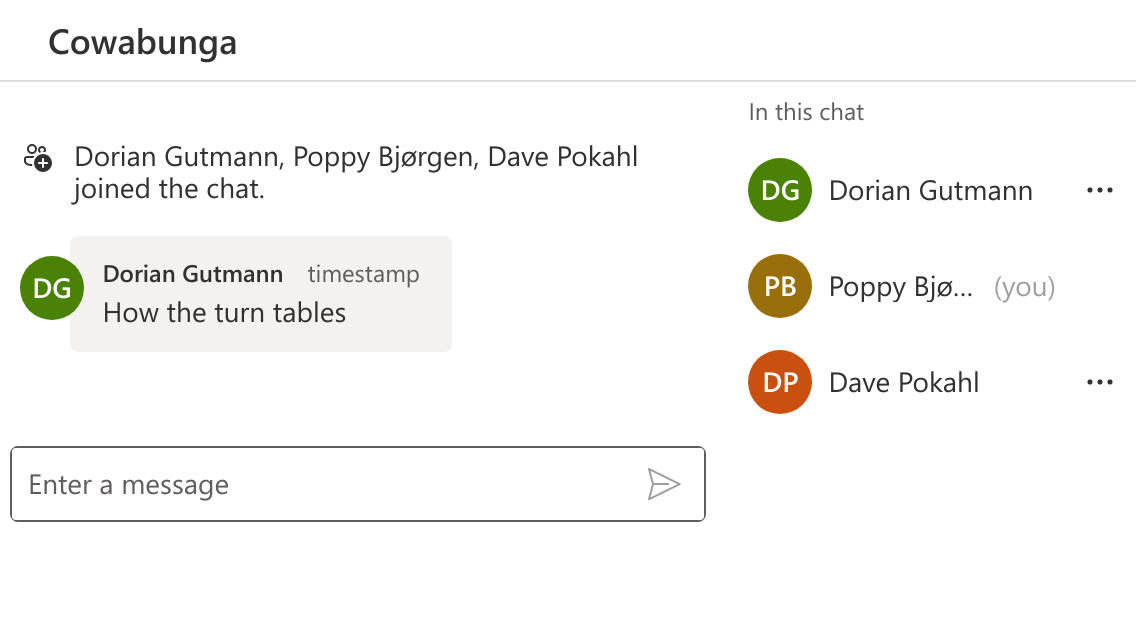 Cowabunga
Dorian Gutmann, Poppy Bjørgen, Dave Pokahl
joined the chat.
DG
Dorian Gutmann timestamp
How the turn tables
Enter a message
In this chat
DG Dorian Gutmann
PB Poppy Bjø... (you)
DP Dave Pokahl